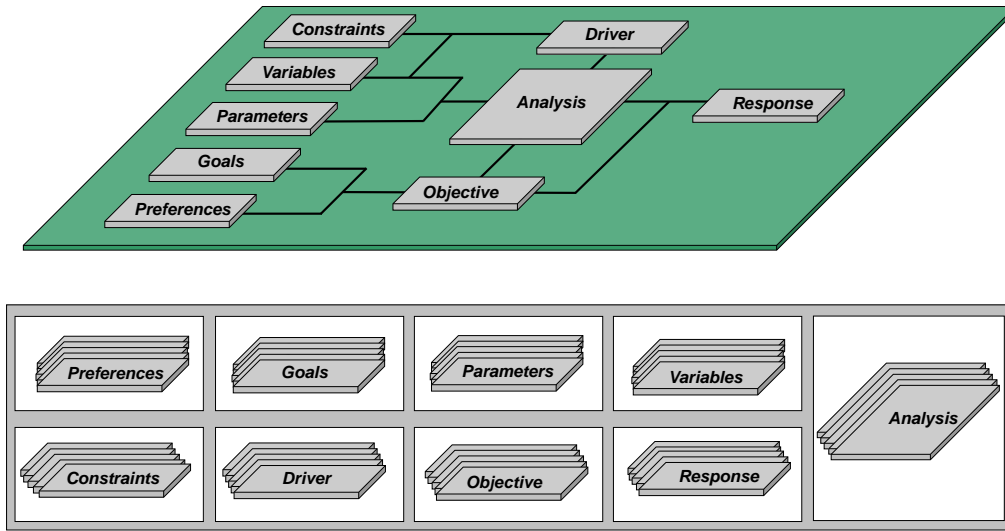 Constraints
Driver
Variables
Analysis
Response
Parameters
Goals
Objective
Preferences
Preferences
Goals
Parameters
Variables
Analysis
Constraints
Driver
Objective
Response